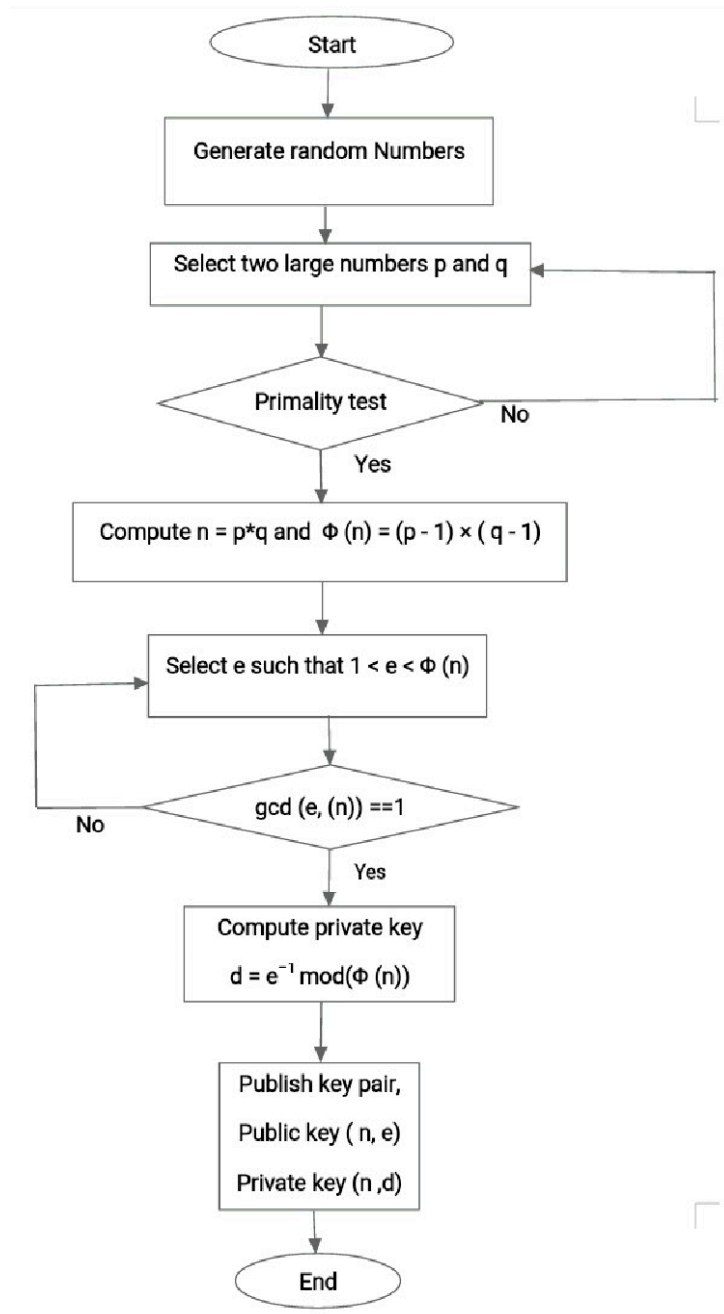 Start
Generate random Numbers
Select two large numbers p and q
Primality test
No
Yes
Compute n = p*q and Φ (n) = (p - 1) × ( q - 1)
Select e such that 1 < e < Φ (n)
gcd (e, (n)) ==1
No
Yes
Compute private key
d = e⁻¹ mod(Φ (n))
Publish key pair,
Public key ( n, e)
Private key (n ,d)
End